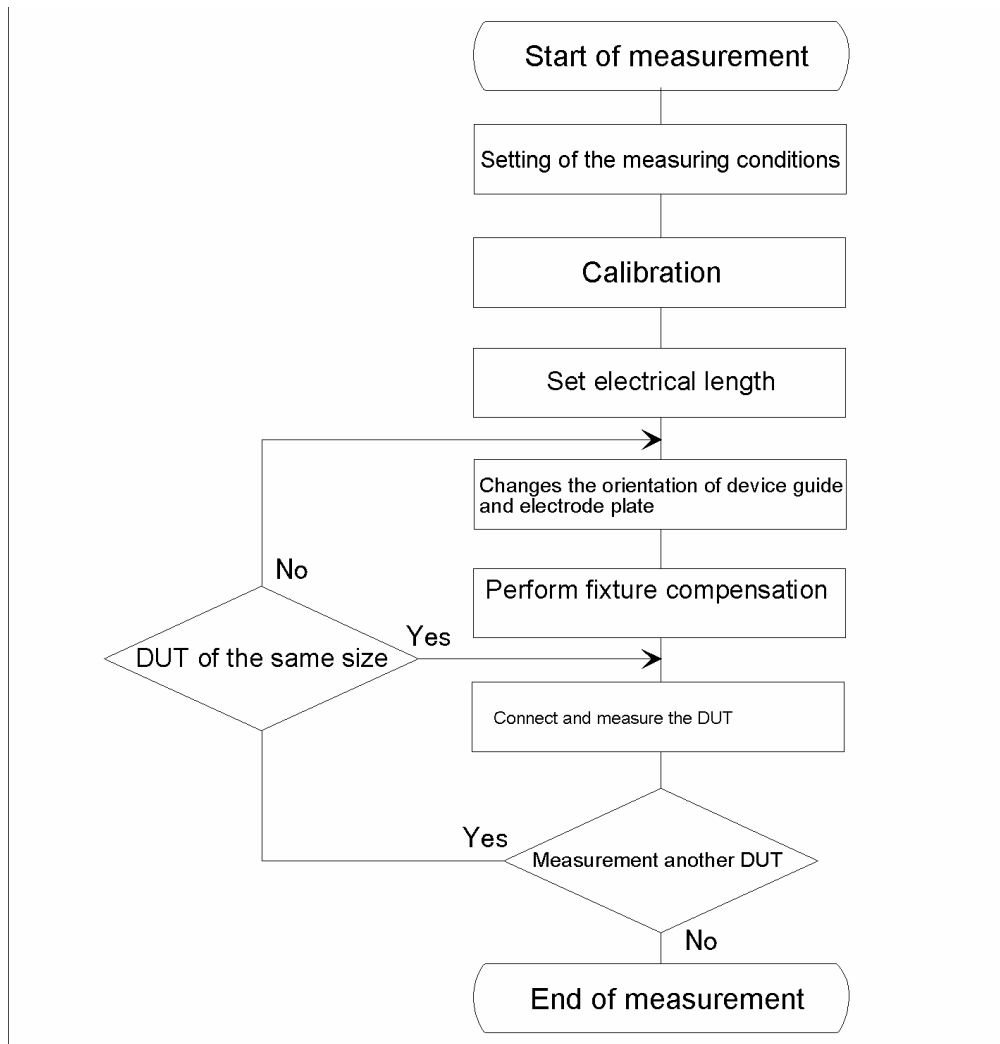 Start of measurement
Setting of the measuring conditions
Calibration
Set electrical length
Changes the orientation of device guide
and electrode plate
No
Perform fixture compensation
Yes
DUT of the same size
Connect and measure the DUT
Yes
Measurement another DUT
No
End of measurement